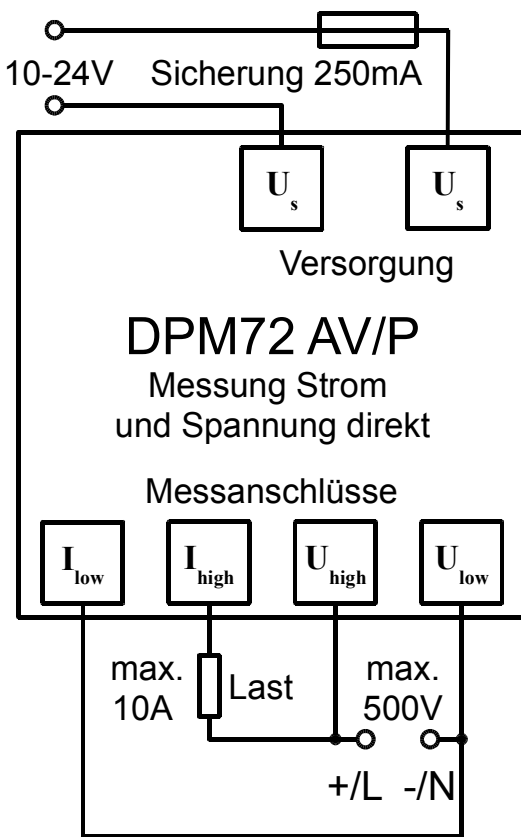 10-24V Sicherung 250mA
Us Us
Versorgung
DPM72 AV/P
Messung Strom
und Spannung direkt
Messanschlüsse
Ilow Ihigh Uhigh Ulow
max.
10A
Last
max.
500V
+/L -/N